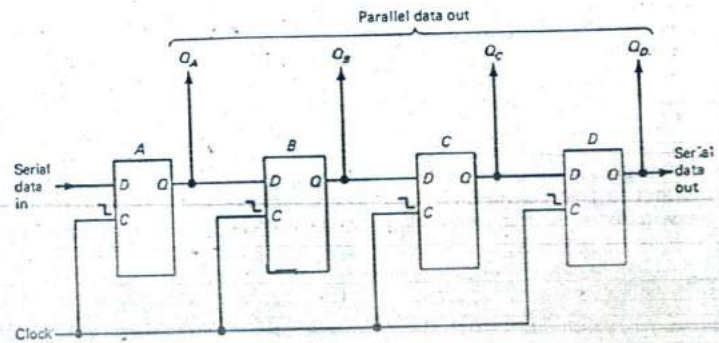 Parallel data out
Q_A Q_B Q_C Q_D.
A B C D
Serial
data
in
D Q D Q D Q D Q
Serial
data
out
C C C C
Clock